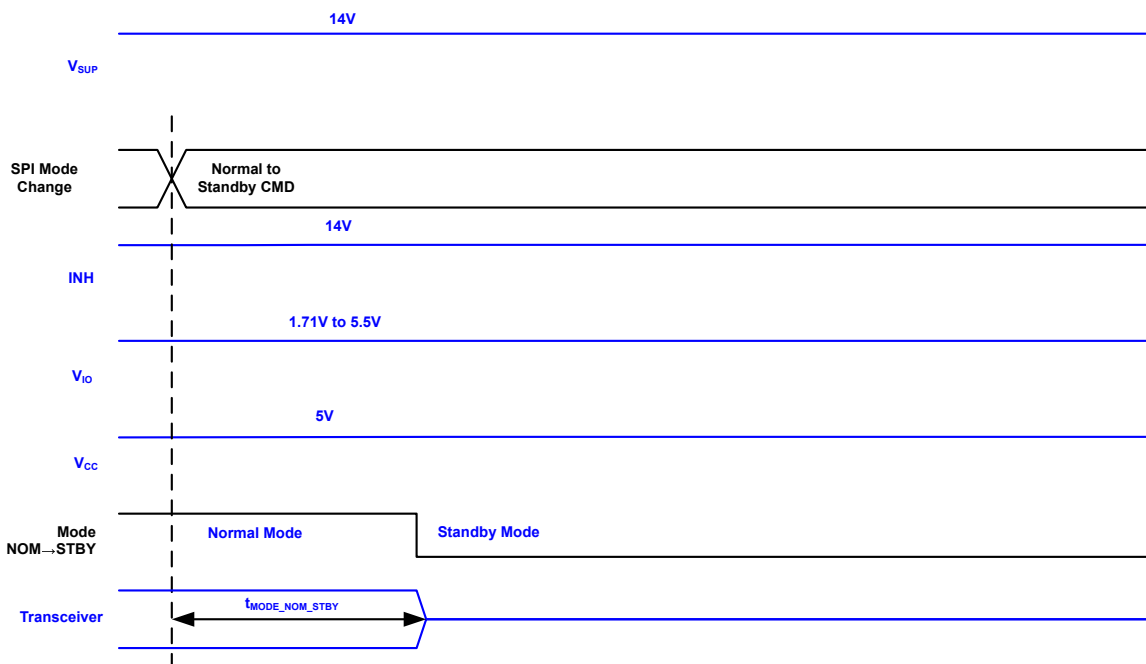 14V
VSUP
SPI Mode
Change
Normal to
Standby CMD
14V
INH
1.71V to 5.5V
VIO
5V
VCC
Mode
NOM→STBY
Normal Mode
Standby Mode
Transceiver
tMODE_NOM_STBY